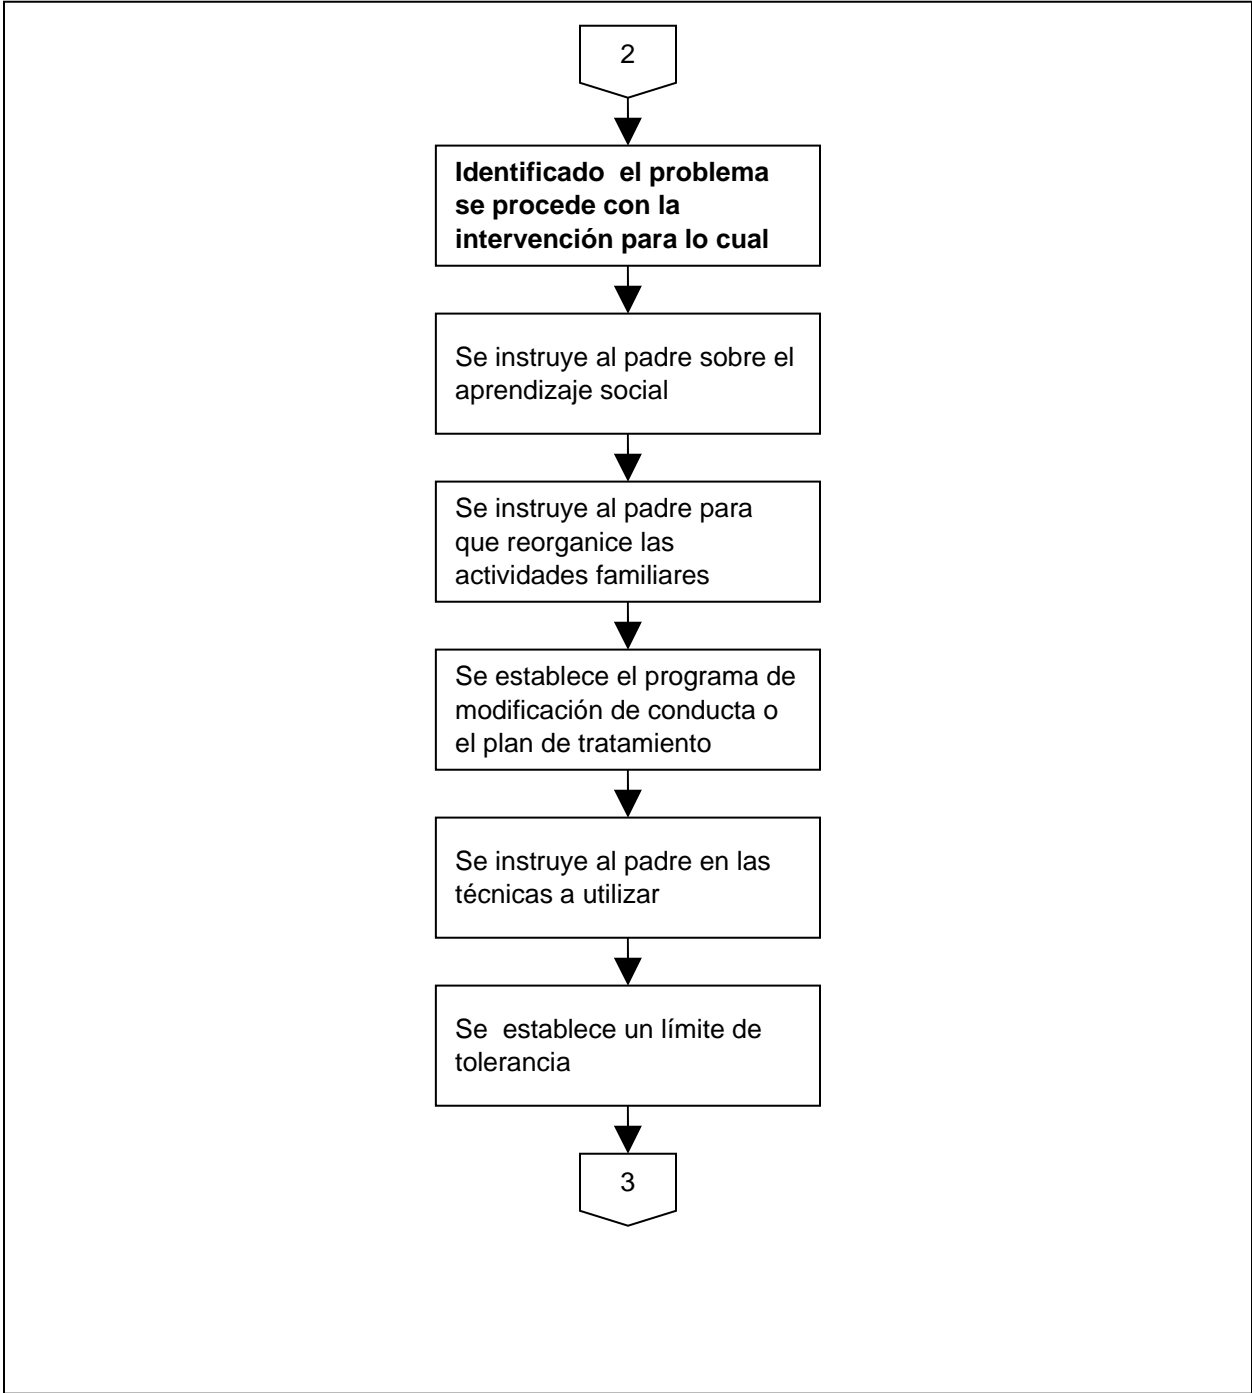 2
Identificado  el problema
se procede con la
intervención para lo cual
Se instruye al padre sobre el
aprendizaje social
Se instruye al padre para
que reorganice las
actividades familiares
Se establece el programa de
modificación de conducta o
el plan de tratamiento
Se instruye al padre en las
técnicas a utilizar
Se  establece un límite de
tolerancia
3